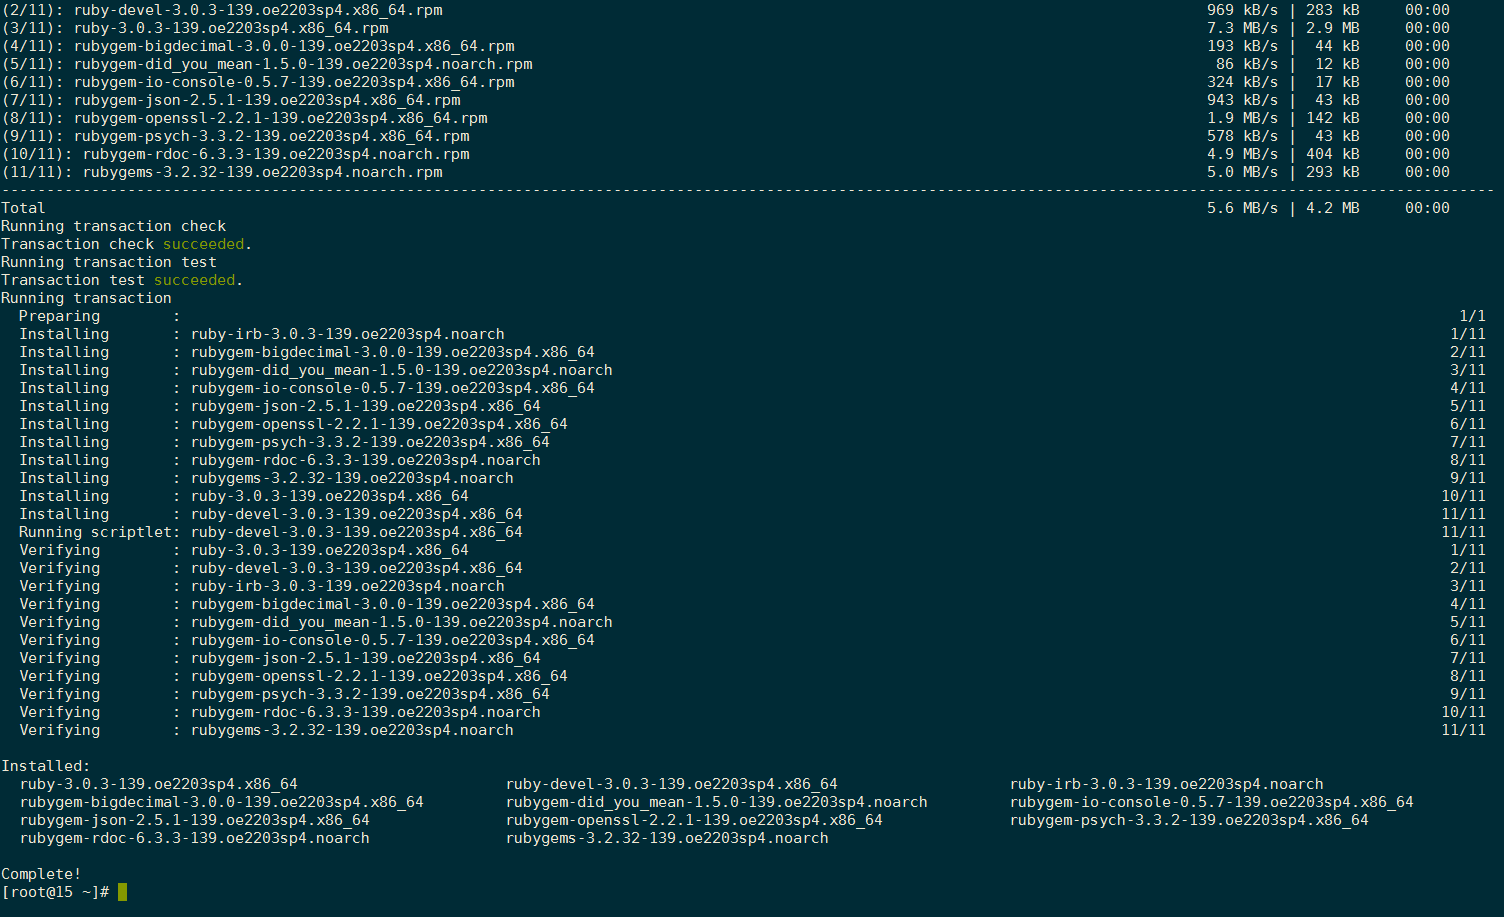 (2/11): ruby-devel-3.0.3-139.oe2203sp4.x86_64.rpm 969 kB/s | 283 kB 00:00
(3/11): ruby-3.0.3-139.oe2203sp4.x86_64.rpm 7.3 MB/s | 2.9 MB 00:00
(4/11): rubygem-bigdecimal-3.0.0-139.oe2203sp4.x86_64.rpm 193 kB/s | 44 kB 00:00
(5/11): rubygem-did_you_mean-1.5.0-139.oe2203sp4.noarch.rpm 86 kB/s | 12 kB 00:00
(6/11): rubygem-io-console-0.5.7-139.oe2203sp4.x86_64.rpm 324 kB/s | 17 kB 00:00
(7/11): rubygem-json-2.5.1-139.oe2203sp4.x86_64.rpm 943 kB/s | 43 kB 00:00
(8/11): rubygem-openssl-2.2.1-139.oe2203sp4.x86_64.rpm 1.9 MB/s | 142 kB 00:00
(9/11): rubygem-psych-3.3.2-139.oe2203sp4.x86_64.rpm 578 kB/s | 43 kB 00:00
(10/11): rubygem-rdoc-6.3.3-139.oe2203sp4.noarch.rpm 4.9 MB/s | 404 kB 00:00
(11/11): rubygems-3.2.32-139.oe2203sp4.noarch.rpm 5.0 MB/s | 293 kB 00:00
--------------------------------------------------------------------------------
Total 5.6 MB/s | 4.2 MB 00:00
Running transaction check
Transaction check succeeded.
Running transaction test
Transaction test succeeded.
Running transaction
Preparing : 1/1
Installing : ruby-irb-3.0.3-139.oe2203sp4.noarch 1/11
Installing : rubygem-bigdecimal-3.0.0-139.oe2203sp4.x86_64 2/11
Installing : rubygem-did_you_mean-1.5.0-139.oe2203sp4.noarch 3/11
Installing : rubygem-io-console-0.5.7-139.oe2203sp4.x86_64 4/11
Installing : rubygem-json-2.5.1-139.oe2203sp4.x86_64 5/11
Installing : rubygem-openssl-2.2.1-139.oe2203sp4.x86_64 6/11
Installing : rubygem-psych-3.3.2-139.oe2203sp4.x86_64 7/11
Installing : rubygem-rdoc-6.3.3-139.oe2203sp4.noarch 8/11
Installing : rubygems-3.2.32-139.oe2203sp4.noarch 9/11
Installing : ruby-3.0.3-139.oe2203sp4.x86_64 10/11
Installing : ruby-devel-3.0.3-139.oe2203sp4.x86_64 11/11
Running scriptlet: ruby-devel-3.0.3-139.oe2203sp4.x86_64 11/11
Verifying : ruby-3.0.3-139.oe2203sp4.x86_64 1/11
Verifying : ruby-devel-3.0.3-139.oe2203sp4.x86_64 2/11
Verifying : ruby-irb-3.0.3-139.oe2203sp4.noarch 3/11
Verifying : rubygem-bigdecimal-3.0.0-139.oe2203sp4.x86_64 4/11
Verifying : rubygem-did_you_mean-1.5.0-139.oe2203sp4.noarch 5/11
Verifying : rubygem-io-console-0.5.7-139.oe2203sp4.x86_64 6/11
Verifying : rubygem-json-2.5.1-139.oe2203sp4.x86_64 7/11
Verifying : rubygem-openssl-2.2.1-139.oe2203sp4.x86_64 8/11
Verifying : rubygem-psych-3.3.2-139.oe2203sp4.x86_64 9/11
Verifying : rubygem-rdoc-6.3.3-139.oe2203sp4.noarch 10/11
Verifying : rubygems-3.2.32-139.oe2203sp4.noarch 11/11
Installed:
ruby-3.0.3-139.oe2203sp4.x86_64 ruby-devel-3.0.3-139.oe2203sp4.x86_64 ruby-irb-3.0.3-139.oe2203sp4.noarch
rubygem-bigdecimal-3.0.0-139.oe2203sp4.x86_64 rubygem-did_you_mean-1.5.0-139.oe2203sp4.noarch rubygem-io-console-0.5.7-139.oe2203sp4.x86_64
rubygem-json-2.5.1-139.oe2203sp4.x86_64 rubygem-openssl-2.2.1-139.oe2203sp4.x86_64 rubygem-psych-3.3.2-139.oe2203sp4.x86_64
rubygem-rdoc-6.3.3-139.oe2203sp4.noarch rubygems-3.2.32-139.oe2203sp4.noarch
Complete!
[root@15 ~]#